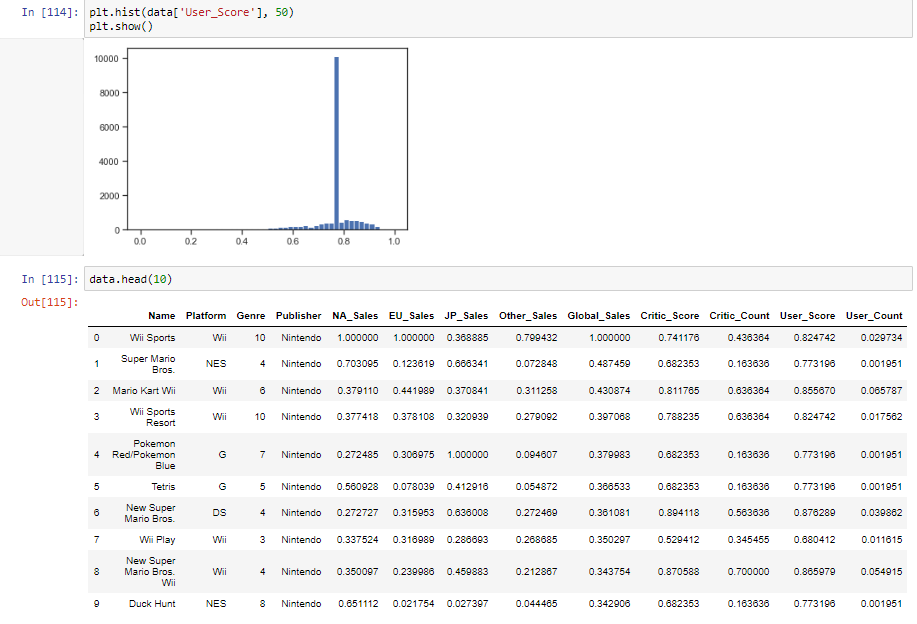 In [114]: plt.hist(data['User_Score'], 50)
plt.show()
10000
8000
6000
4000
2000
0
0.0 0.2 0.4 0.6 0.8 1.0
In [115]: data.head(10)
Out[115]:
Name Platform Genre Publisher NA_Sales EU_Sales JP_Sales Other_Sales Global_Sales Critic_Score Critic_Count User_Score User_Count
0 Wii Sports Wii 10 Nintendo 1.000000 1.000000 0.368885 0.799432 1.000000 0.741176 0.436364 0.824742 0.029734
Super Mario
1 NES 4 Nintendo 0.703095 0.123619 0.666341 0.072848 0.487459 0.682353 0.163636 0.773196 0.001951
Bros.
2 Mario Kart Wii Wii 6 Nintendo 0.379110 0.441989 0.370841 0.311258 0.430874 0.811765 0.636364 0.855670 0.065787
Wii Sports
3 Wii 10 Nintendo 0.377418 0.378108 0.320939 0.279092 0.397068 0.788235 0.636364 0.824742 0.017562
Resort
Pokemon
4 Red/Pokemon G 7 Nintendo 0.272485 0.306975 1.000000 0.094607 0.379983 0.682353 0.163636 0.773196 0.001951
Blue
5 Tetris G 5 Nintendo 0.560928 0.078039 0.412916 0.054872 0.366533 0.682353 0.163636 0.773196 0.001951
New Super
6 DS 4 Nintendo 0.272727 0.315953 0.636008 0.272469 0.361081 0.894118 0.563636 0.876289 0.039862
Mario Bros.
7 Wii Play Wii 3 Nintendo 0.337524 0.316989 0.286693 0.268685 0.350297 0.529412 0.345455 0.680412 0.011615
New Super
8 Mario Bros. Wii 4 Nintendo 0.350097 0.239986 0.459883 0.212867 0.343754 0.870588 0.700000 0.865979 0.054915
Wii
9 Duck Hunt NES 8 Nintendo 0.651112 0.021754 0.027397 0.044465 0.342906 0.682353 0.163636 0.773196 0.001951